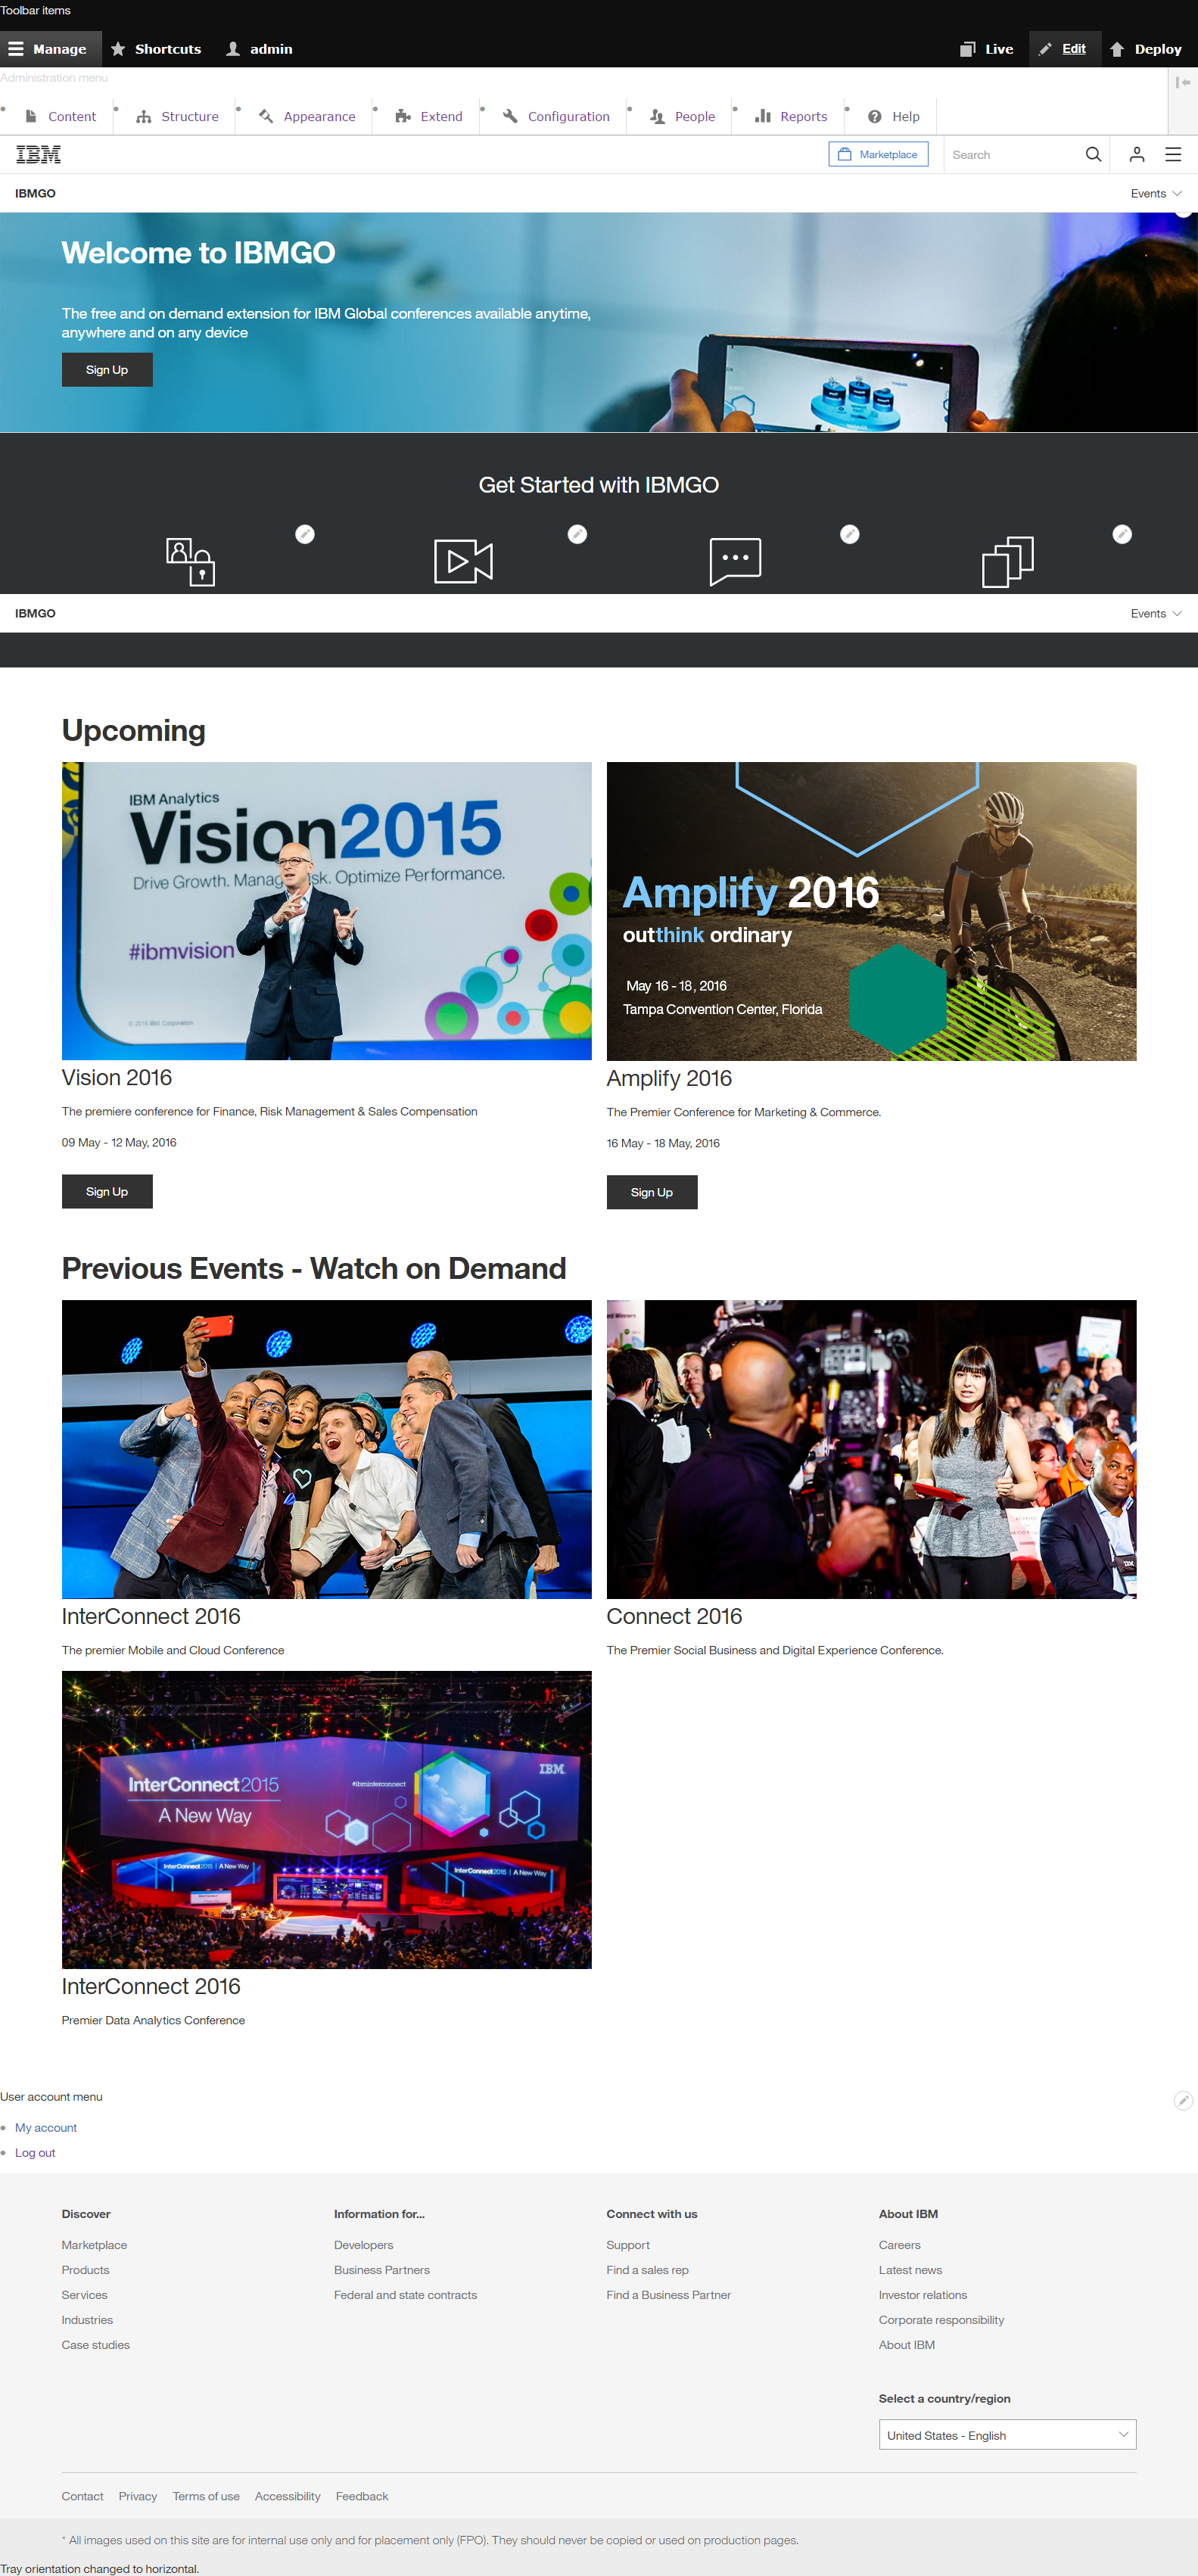 Toolbar items
Manage
Shortcuts
admin
Live
Edit
Deploy
Administration menu
Content
Structure
Appearance
Extend
Configuration
People
Reports
Help
IBM
Marketplace
Search
IBMGO
Events
Welcome to IBMGO
The free and on demand extension for IBM Global conferences available anytime,
anywhere and on any device
Sign Up
Get Started with IBMGO
IBMGO
Events
Upcoming
IBM Analytics
Vision2015
Drive Growth. Manag sk. Optimize Performance.
#ibmvision
© 2015 IBM Corporation
Vision 2016
The premiere conference for Finance, Risk Management & Sales Compensation
09 May - 12 May, 2016
Sign Up
Amplify 2016
outthink ordinary
May 16 - 18, 2016
Tampa Convention Center, Florida
Amplify 2016
The Premier Conference for Marketing & Commerce.
16 May - 18 May, 2016
Sign Up
Previous Events - Watch on Demand
InterConnect 2016
The premier Mobile and Cloud Conference
Connect 2016
The Premier Social Business and Digital Experience Conference.
IBM
InterConnect2015
#ibminterconnect
A New Way
InterConnect2015 | A New Way
InterConnect2015 | A New Way
InterConnect 2016
Premier Data Analytics Conference
User account menu
My account
Log out
Discover
Marketplace
Products
Services
Industries
Case studies
Information for...
Developers
Business Partners
Federal and state contracts
Connect with us
Support
Find a sales rep
Find a Business Partner
About IBM
Careers
Latest news
Investor relations
Corporate responsibility
About IBM
Select a country/region
United States - English
Contact
Privacy
Terms of use
Accessibility
Feedback
* All images used on this site are for internal use only and for placement only (FPO). They should never be copied or used on production pages.
Tray orientation changed to horizontal.